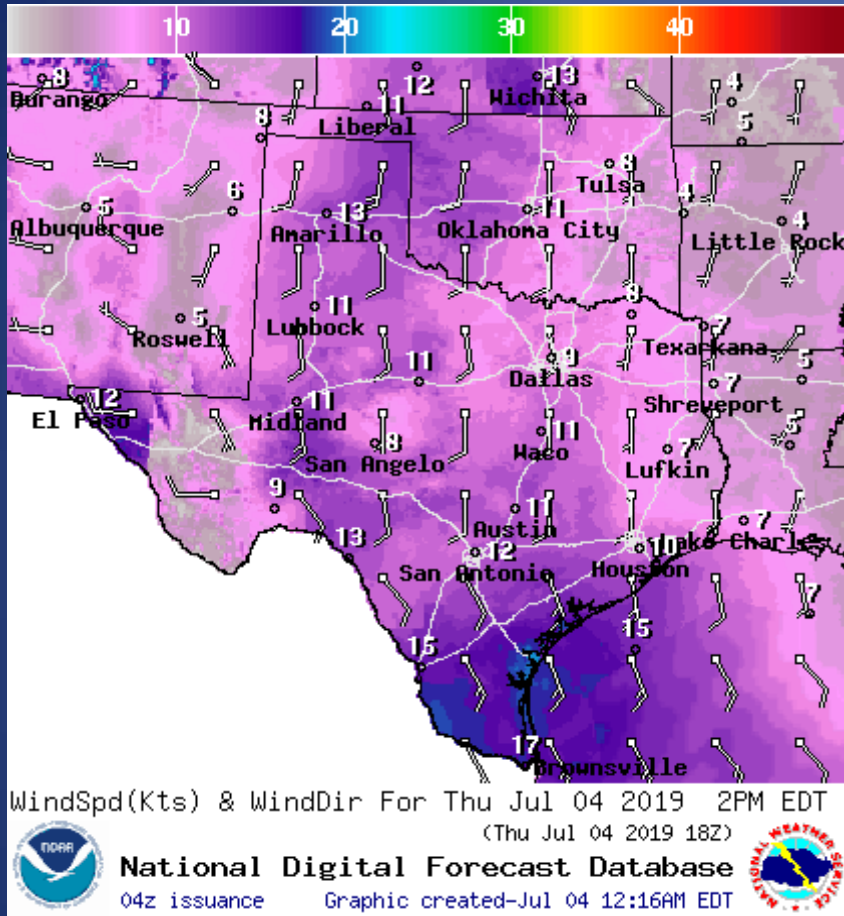 10 20 30 40
8 12 13 4
Durango Liberal 11 Wichita
8 5
8
Tulsa
5 6 13 11 4 4
Albuquerque Amarillo Oklahoma City Little Rock
5 11 8
Roswell Lubbock 7
Texarkana
11 9 5
Dallas
12 11 7
El Paso Midland Shreveport
8 11 5
San Angelo Waco 7
Lufkin
9 11 7
Austin
13 12 10 Lake Charles
San Antonio Houston
7
15 15
17
Brownsville
WindSpd(Kts) & WindDir For Thu Jul 04 2019 2PM EDT
(Thu Jul 04 2019 18Z)
NOAA
National Digital Forecast Database
04z issuance Graphic created-Jul 04 12:16AM EDT
NATIONAL WEATHER SERVICE